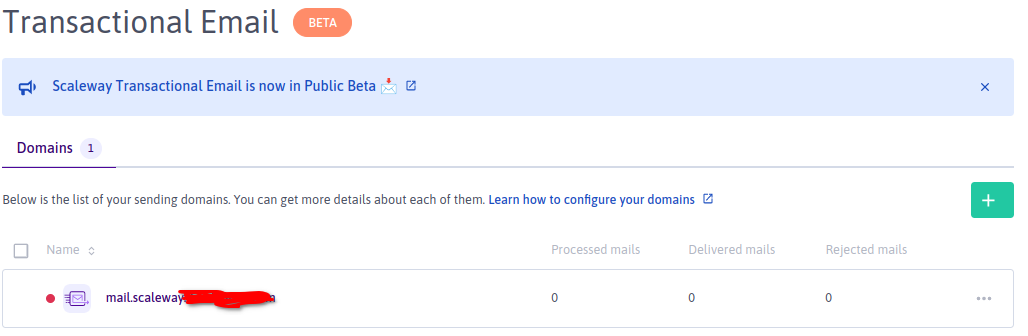 Transactional Email BETA
Scaleway Transactional Email is now in Public Beta
Domains 1
Below is the list of your sending domains. You can get more details about each of them. Learn how to configure your domains
+
Name Processed mails Delivered mails Rejected mails
mail.scaleway 0 0 0